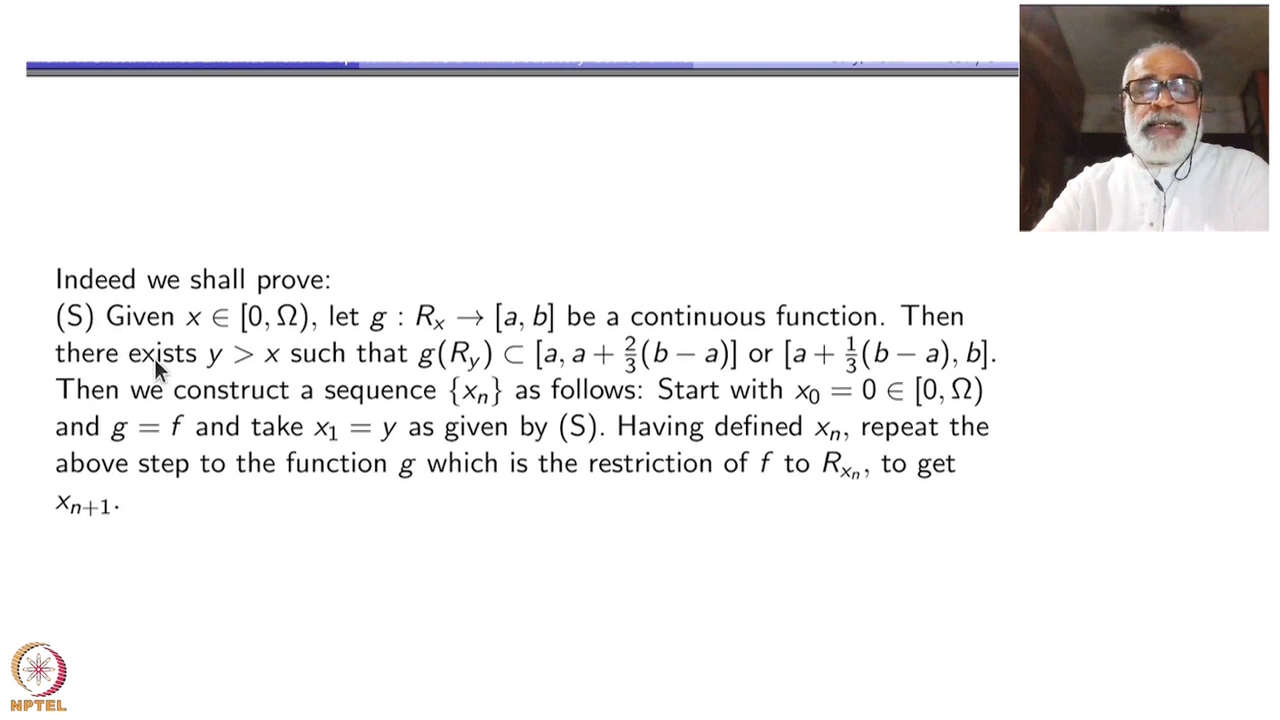 Indeed we shall prove:
(S) Given x ∈ [0, Ω), let g : Rₓ → [a, b] be a continuous function. Then
there exists y > x such that g(R_y) ⊂ [a, a + 2/3(b − a)] or [a + 1/3(b − a), b].
Then we construct a sequence {x_n} as follows: Start with x₀ = 0 ∈ [0, Ω)
and g = f and take x₁ = y as given by (S). Having defined x_n, repeat the
above step to the function g which is the restriction of f to R_{x_n}, to get
x_{n+1}.
NPTEL